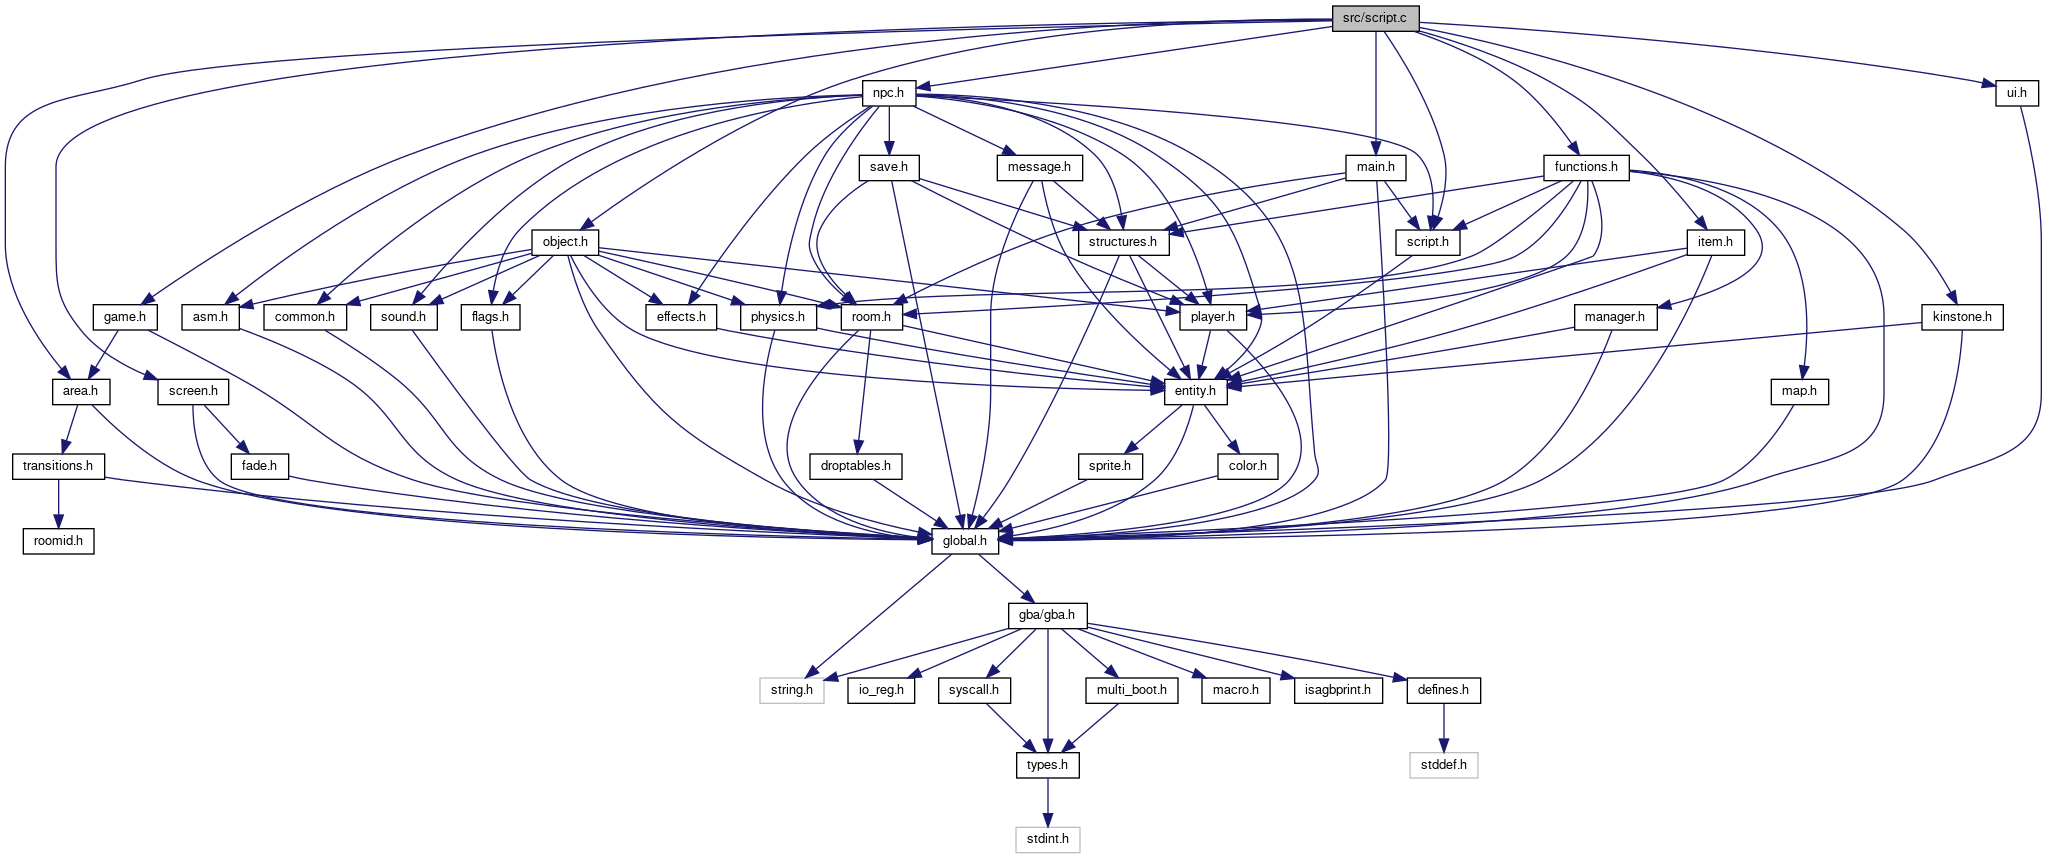 src/script.c
npc.h
ui.h
save.h
message.h
main.h
functions.h
object.h
structures.h
script.h
item.h
game.h
asm.h
common.h
sound.h
flags.h
effects.h
physics.h
room.h
player.h
manager.h
kinstone.h
area.h
screen.h
entity.h
map.h
transitions.h
fade.h
droptables.h
sprite.h
color.h
roomid.h
global.h
gba/gba.h
string.h
io_reg.h
syscall.h
multi_boot.h
macro.h
isagbprint.h
defines.h
types.h
stddef.h
stdint.h